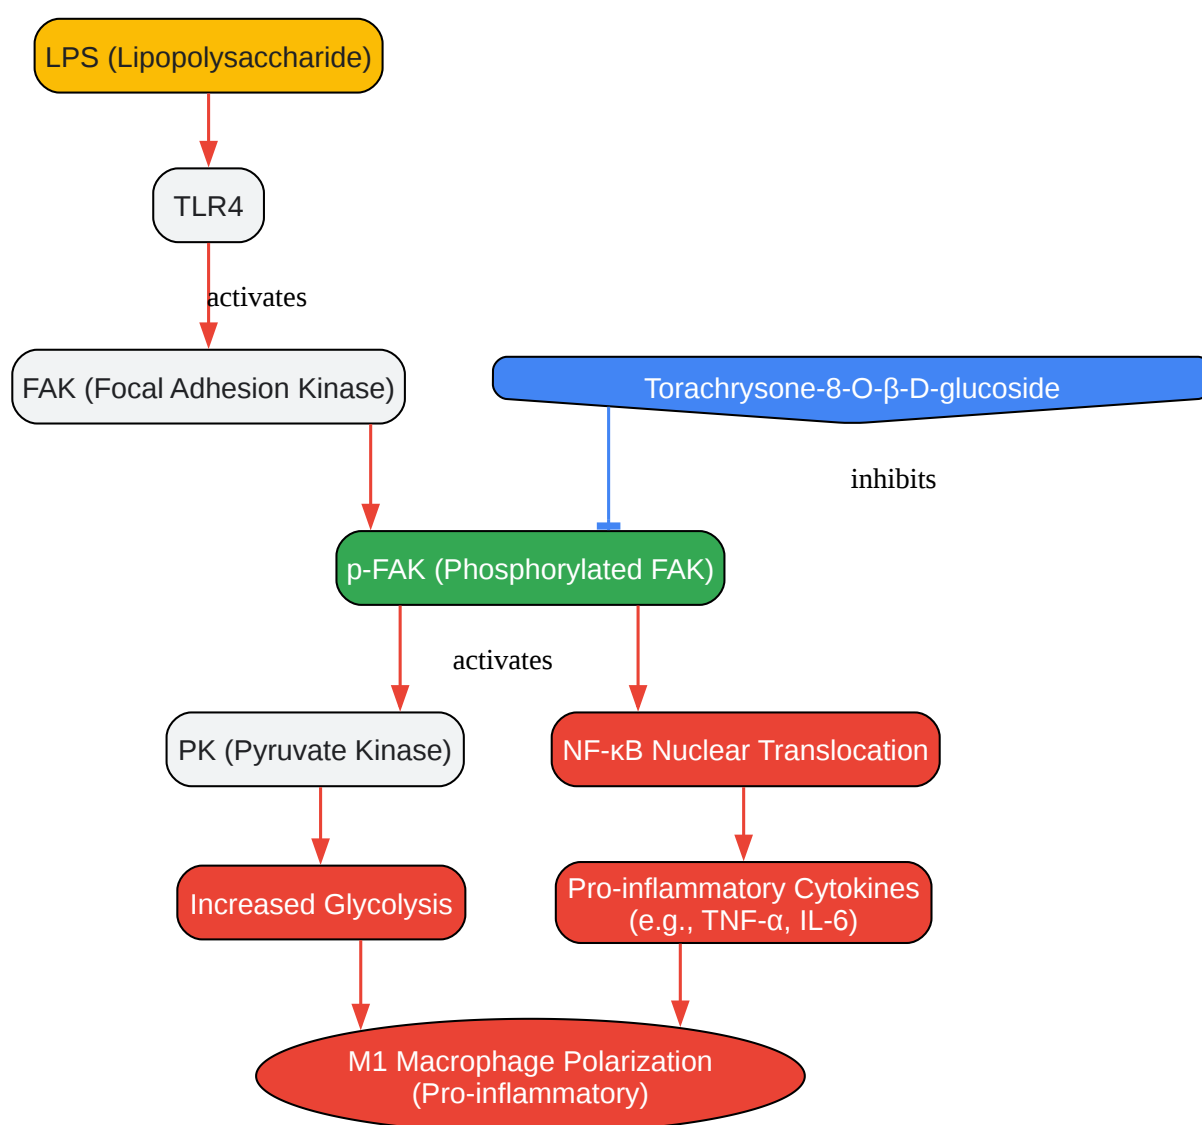 LPS (Lipopolysaccharide)
TLR4
activates
FAK (Focal Adhesion Kinase)
Torachrysone-8-O-β-D-glucoside
inhibits
p-FAK (Phosphorylated FAK)
activates
PK (Pyruvate Kinase)
NF-κB Nuclear Translocation
Increased Glycolysis
Pro-inflammatory Cytokines
(e.g., TNF-α, IL-6)
M1 Macrophage Polarization
(Pro-inflammatory)